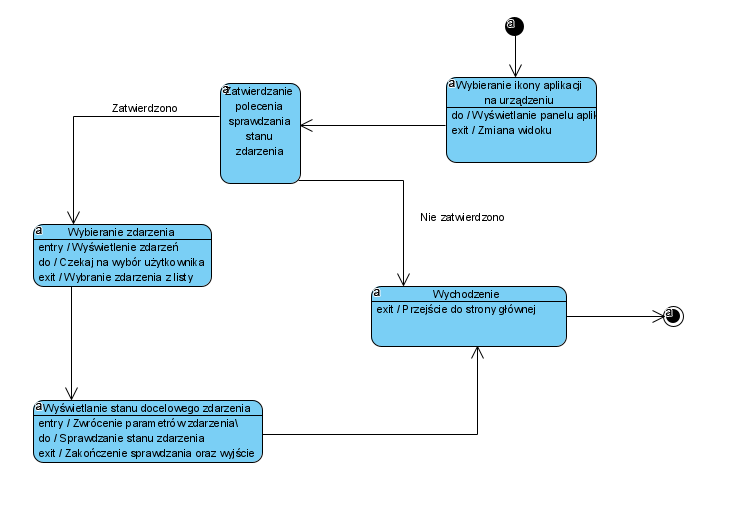 a
a
Wybieranie ikony aplikacji
na urządzeniu
do / Wyświetlanie panelu aplik
exit / Zmiana widoku
a
Zatwierdzanie
polecenia
sprawdzania
stanu
zdarzenia
Zatwierdzono
Nie zatwierdzono
a
Wybieranie zdarzenia
entry / Wyświetlenie zdarzeń
do / Czekaj na wybór użytkownika
exit / Wybranie zdarzenia z listy
a
Wychodzenie
exit / Przejście do strony głównej
a
a
Wyświetlanie stanu docelowego zdarzenia
entry / Zwrócenie parametrów zdarzenia\
do / Sprawdzanie stanu zdarzenia
exit / Zakończenie sprawdzania oraz wyjście